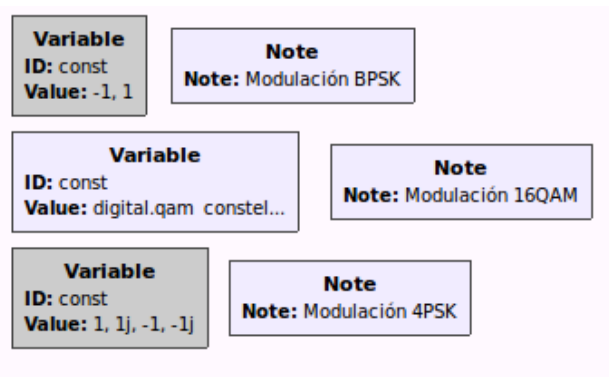 Variable
ID: const
Value: -1, 1
Note
Note: Modulación BPSK
Variable
ID: const
Value: digital.qam constel...
Note
Note: Modulación 16QAM
Variable
ID: const
Value: 1, 1j, -1, -1j
Note
Note: Modulación 4PSK